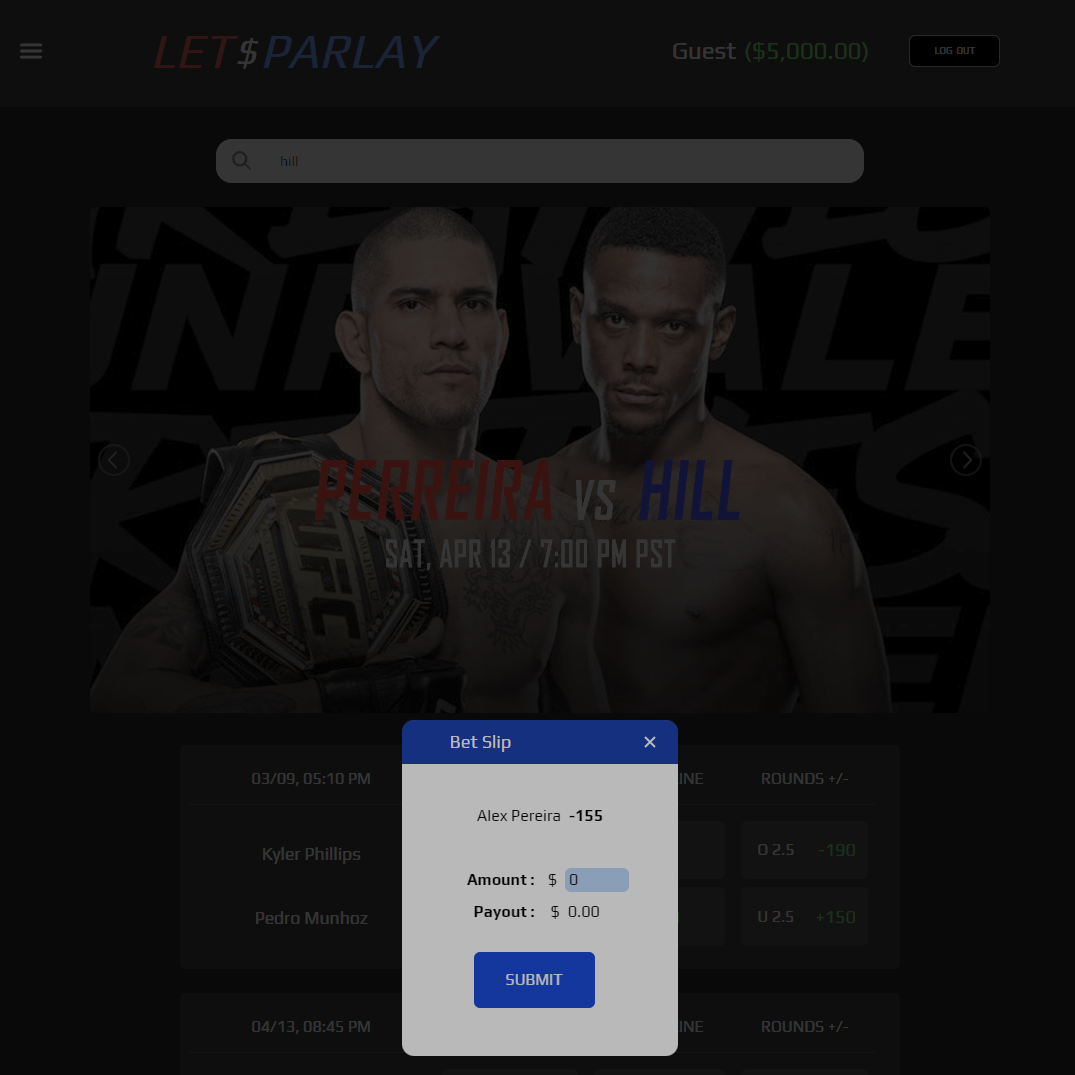 LET$PARLAY
Guest ($5,000.00)
LOG OUT
hill
UFC
PERREIRA VS HILL
SAT, APR 13 / 7:00 PM PST
Bet Slip ×
03/09, 05:10 PM
ROUNDS +/-
Alex Pereira -155
Kyler Phillips
O 2.5 -190
Amount : $ 0
Payout : $ 0.00
Pedro Munhoz
U 2.5 +150
SUBMIT
04/13, 08:45 PM
ROUNDS +/-